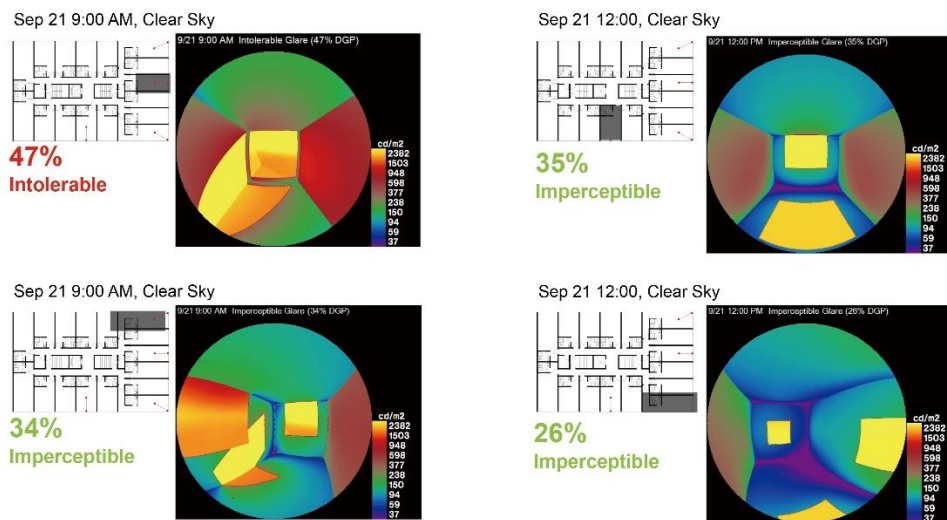 Sep 21 9:00 AM, Clear Sky
47%
Intolerable
9/21 9:00 AM Intolerable Glare (47% DGP)
cd/m2
2382
1503
948
598
377
238
150
94
59
37
Sep 21 12:00, Clear Sky
35%
Imperceptible
9/21 12:00 PM Imperceptible Glare (35% DGP)
cd/m2
2382
1503
948
598
377
238
150
94
59
37
Sep 21 9:00 AM, Clear Sky
34%
Imperceptible
9/21 9:00 AM Imperceptible Glare (34% DGP)
cd/m2
2382
1503
948
598
377
238
150
94
59
37
Sep 21 12:00, Clear Sky
26%
Imperceptible
9/21 12:00 PM Imperceptible Glare (26% DGP)
cd/m2
2382
1503
948
598
377
238
150
94
59
37